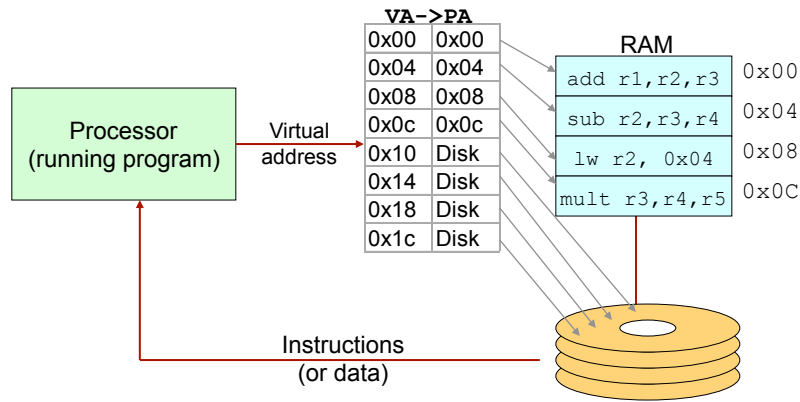 VA->PA
0x00 0x00
0x04 0x04
0x08 0x08
0x0c 0x0c
0x10 Disk
0x14 Disk
0x18 Disk
0x1c Disk
Processor
(running program)
Virtual
address
RAM
add r1,r2,r3 0x00
sub r2,r3,r4 0x04
lw r2, 0x04 0x08
mult r3,r4,r5 0x0C
Instructions
(or data)